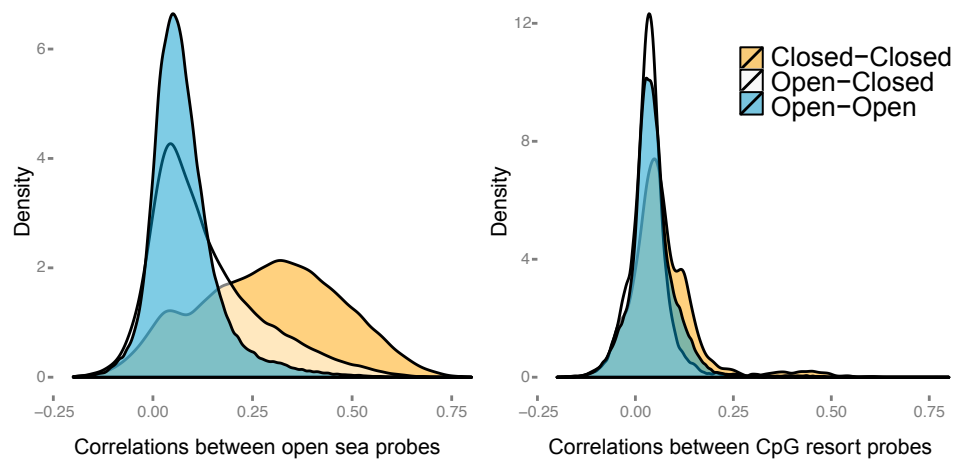 6
4
2
0
Density
−0.25 0.00 0.25 0.50 0.75
Correlations between open sea probes
12
8
4
0
Density
Closed−Closed
Open−Closed
Open−Open
−0.25 0.00 0.25 0.50 0.75
Correlations between CpG resort probes